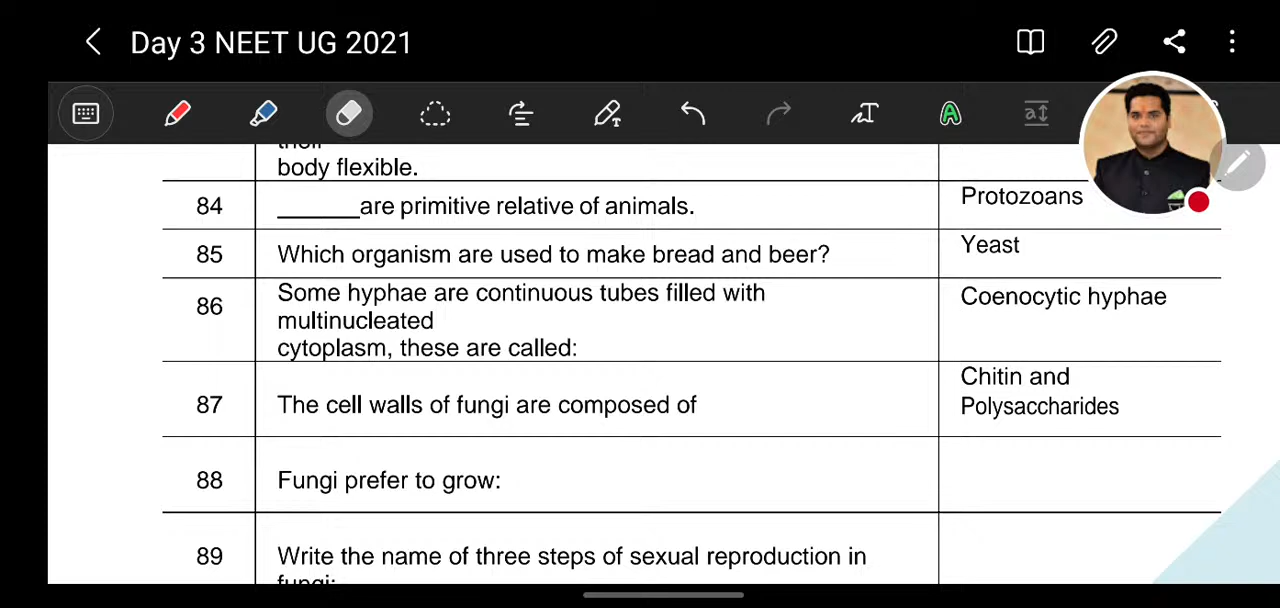 Day 3 NEET UG 2021
body flexible.
84 ______are primitive relative of animals. Protozoans
85 Which organism are used to make bread and beer? Yeast
86 Some hyphae are continuous tubes filled with multinucleated cytoplasm, these are called: Coenocytic hyphae
87 The cell walls of fungi are composed of Chitin and Polysaccharides
88 Fungi prefer to grow:
89 Write the name of three steps of sexual reproduction in
fungi: